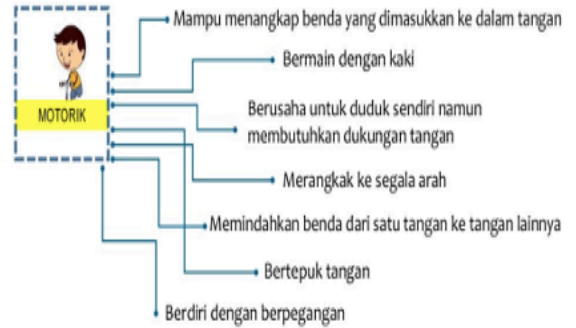 Mampu menangkap benda yang dimasukkan ke dalam tangan
Bermain dengan kaki
MOTORIK
Berusaha untuk duduk sendiri namun
membutuhkan dukungan tangan
Merangkak ke segala arah
Memindahkan benda dari satu tangan ke tangan lainnya
Bertepuk tangan
Berdiri dengan berpegangan